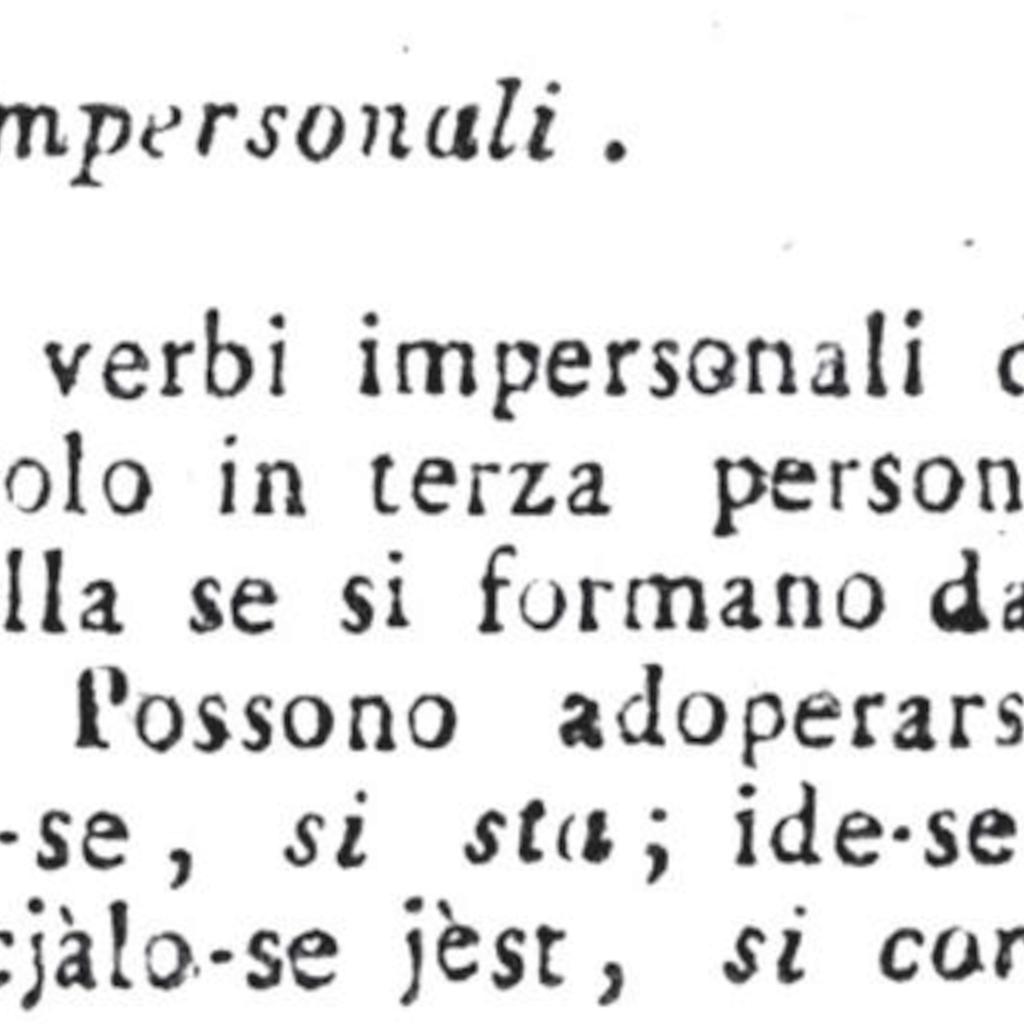 mpersonali .
verbi impersonali
olo in terza person
lla se si formano da
Possono adoperars
-se , si sta ; ide-se
cjàlo-se jèst , si cor